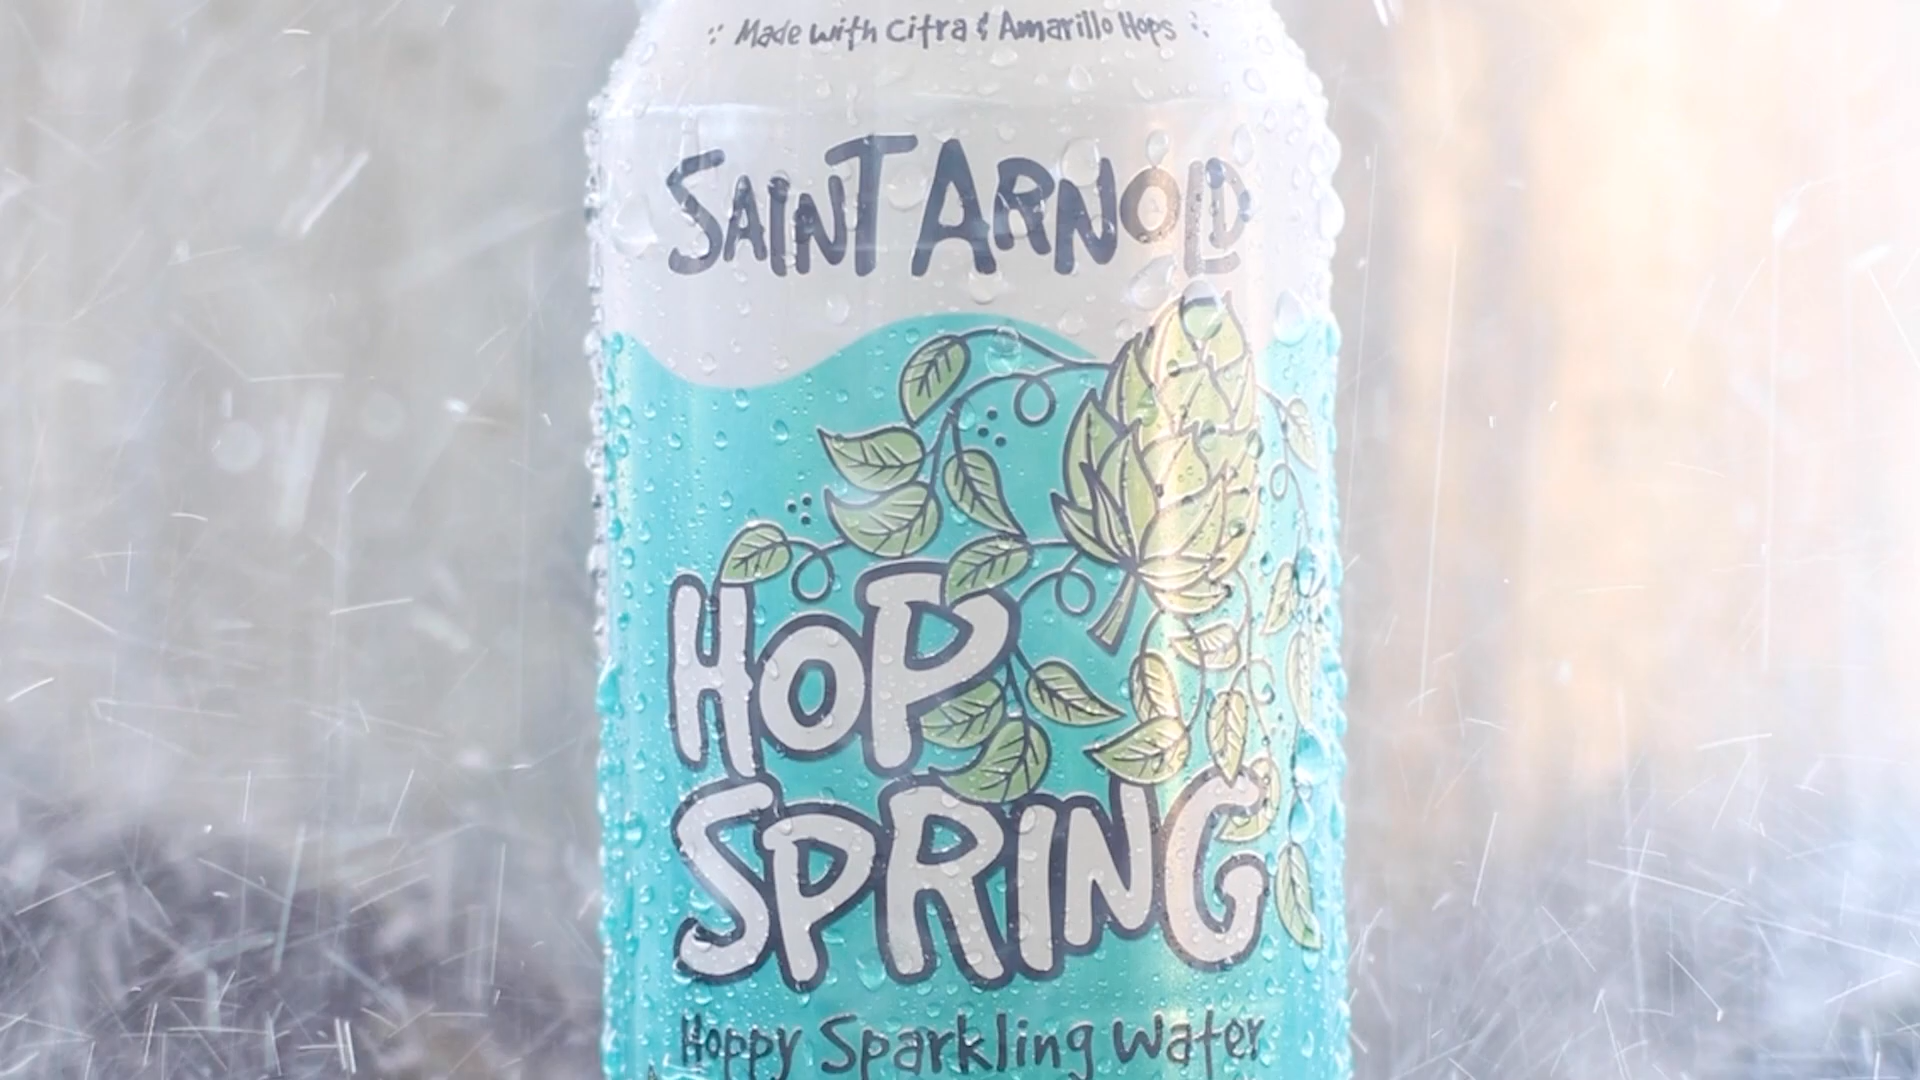 Made with Citra & Amarillo Hops
SAINT ARNOLD
HOP
SPRING
Hoppy Sparkling Water